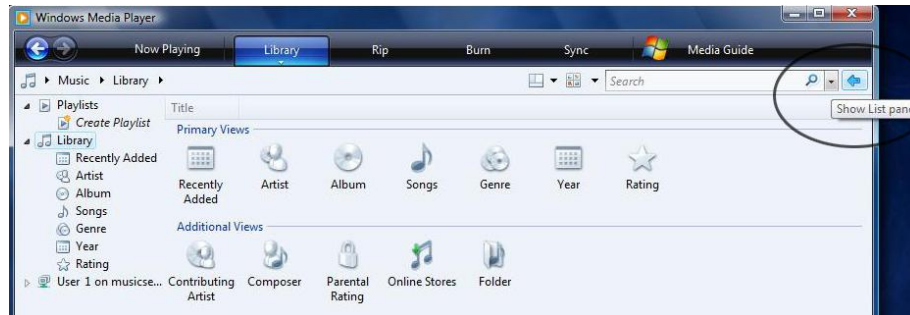 Windows Media Player
Now Playing Library Rip Burn Sync Media Guide
Music Library
Search
Show List pane
Playlists
Create Playlist
Library
Recently Added
Artist
Album
Songs
Genre
Year
Rating
User 1 on musicse...
Title
Primary Views
Recently Added
Artist
Album
Songs
Genre
Year
Rating
Additional Views
Contributing Artist
Composer
Parental Rating
Online Stores
Folder